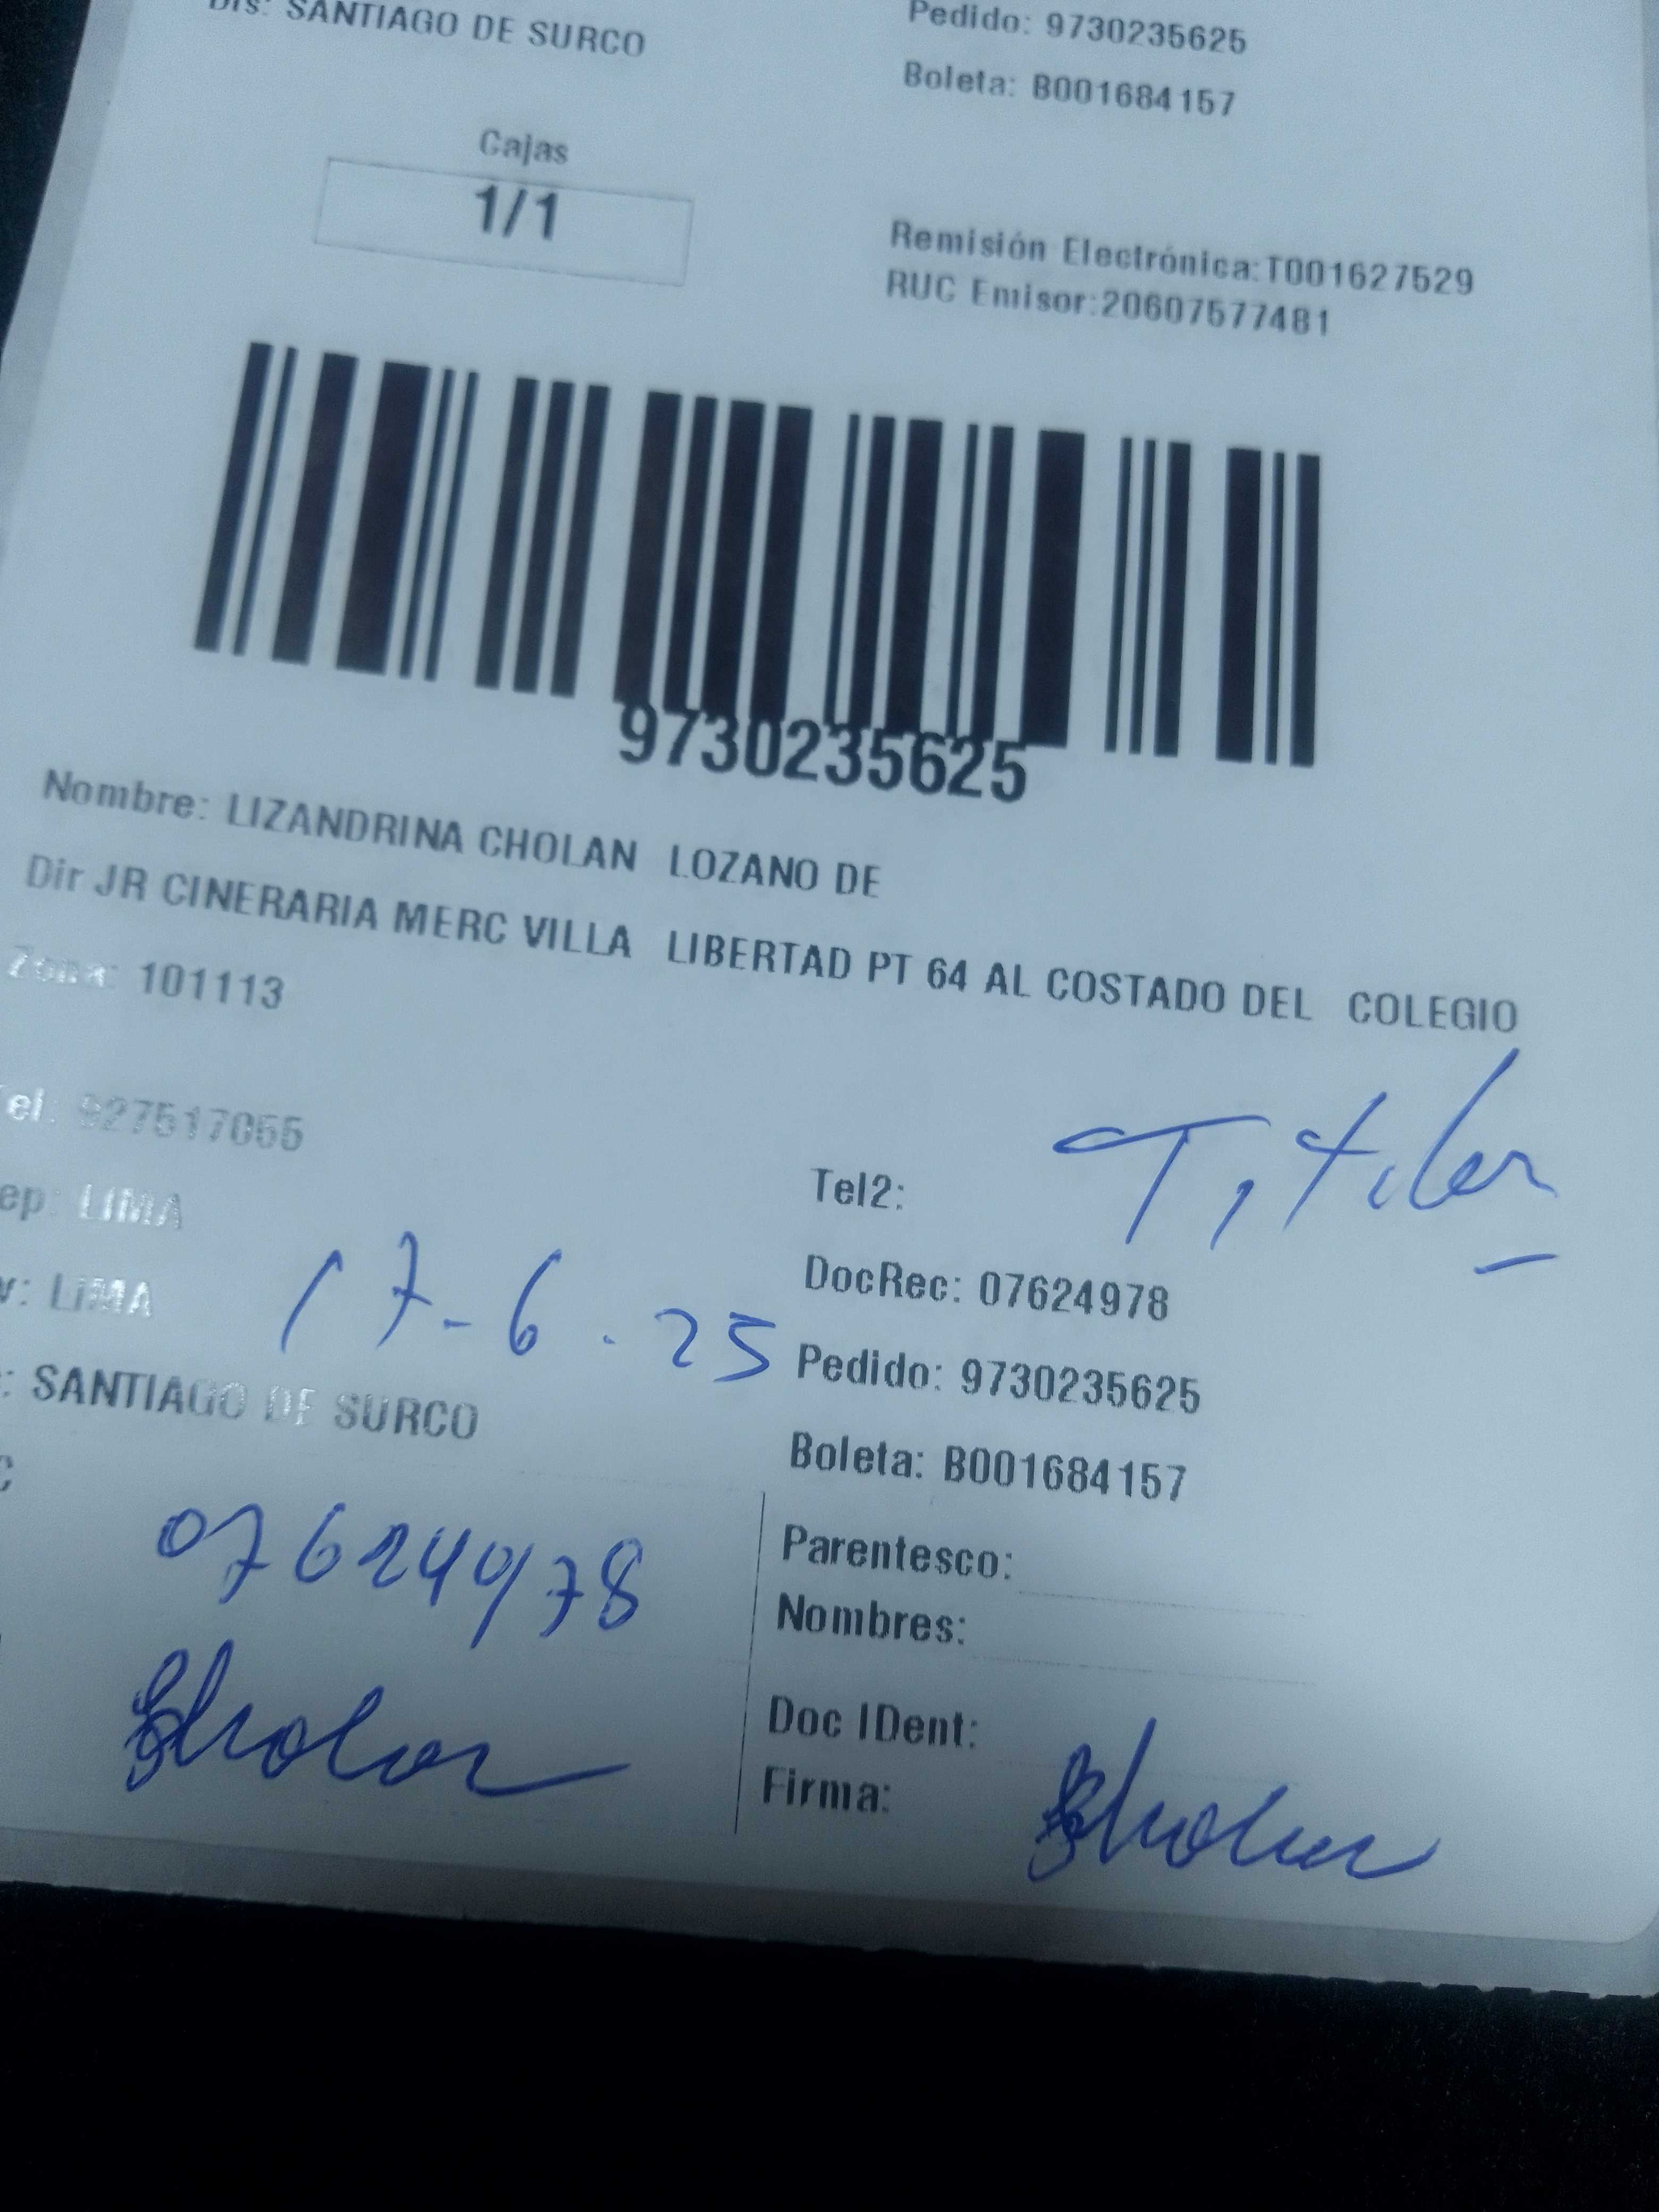 Dis: SANTIAGO DE SURCO
Pedido: 9730235625
Boleta: B001684157
Cajas
1/1
Remisión Electrónica:T001627529
RUC Emisor:20607577481
9730235625
Nombre: LIZANDRINA CHOLAN LOZANO DE
Dir JR CINERARIA MERC VILLA LIBERTAD PT 64 AL COSTADO DEL COLEGIO
Zona: 101113
Tel: 927517055
Titular
Tel2:
ep: LIMA
DocRec: 07624978
v: LIMA
17-6-25
Pedido: 9730235625
: SANTIAGO DE SURCO
Boleta: B001684157
07624978
Parentesco:
Nombres:
Doc IDent:
Cholan
Firma:
Cholan